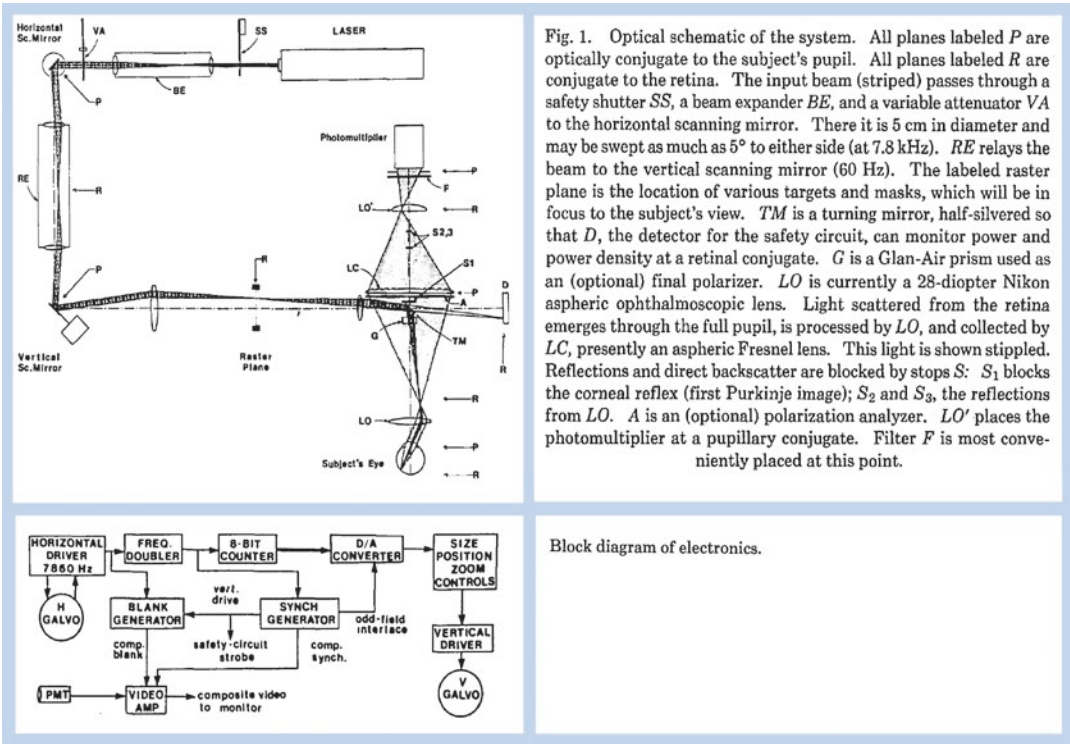 Horizontal
Sc.Mirror
VA
SS
LASER
P
BE
RE
R
P
Photomultiplier
P
F
LO'
R
S2,3
S1
LC
P
A
D
R
G
TM
R
Vertical
Sc.Mirror
Raster
Plane
R
LO
P
Subject's Eye
R
Fig. 1. Optical schematic of the system. All planes labeled P are
optically conjugate to the subject's pupil. All planes labeled R are
conjugate to the retina. The input beam (striped) passes through a
safety shutter SS, a beam expander BE, and a variable attenuator VA
to the horizontal scanning mirror. There it is 5 cm in diameter and
may be swept as much as 5° to either side (at 7.8 kHz). RE relays the
beam to the vertical scanning mirror (60 Hz). The labeled raster
plane is the location of various targets and masks, which will be in
focus to the subject's view. TM is a turning mirror, half-silvered so
that D, the detector for the safety circuit, can monitor power and
power density at a retinal conjugate. G is a Glan-Air prism used as
an (optional) final polarizer. LO is currently a 28-diopter Nikon
aspheric ophthalmoscopic lens. Light scattered from the retina
emerges through the full pupil, is processed by LO, and collected by
LC, presently an aspheric Fresnel lens. This light is shown stippled.
Reflections and direct backscatter are blocked by stops S: S₁ blocks
the corneal reflex (first Purkinje image); S₂ and S₃, the reflections
from LO. A is an (optional) polarization analyzer. LO' places the
photomultiplier at a pupillary conjugate. Filter F is most conve-
niently placed at this point.
HORIZONTAL
DRIVER
7860 Hz
FREQ.
DOUBLER
8-BIT
COUNTER
D/A
CONVERTER
SIZE
POSITION
ZOOM
CONTROLS
H
GALVO
BLANK
GENERATOR
vert.
drive
SYNCH
GENERATOR
odd-field
interlace
VERTICAL
DRIVER
comp.
blank
safety-circuit
strobe
comp.
synch.
V
GALVO
PMT
VIDEO
AMP
composite video
to monitor
Block diagram of electronics.